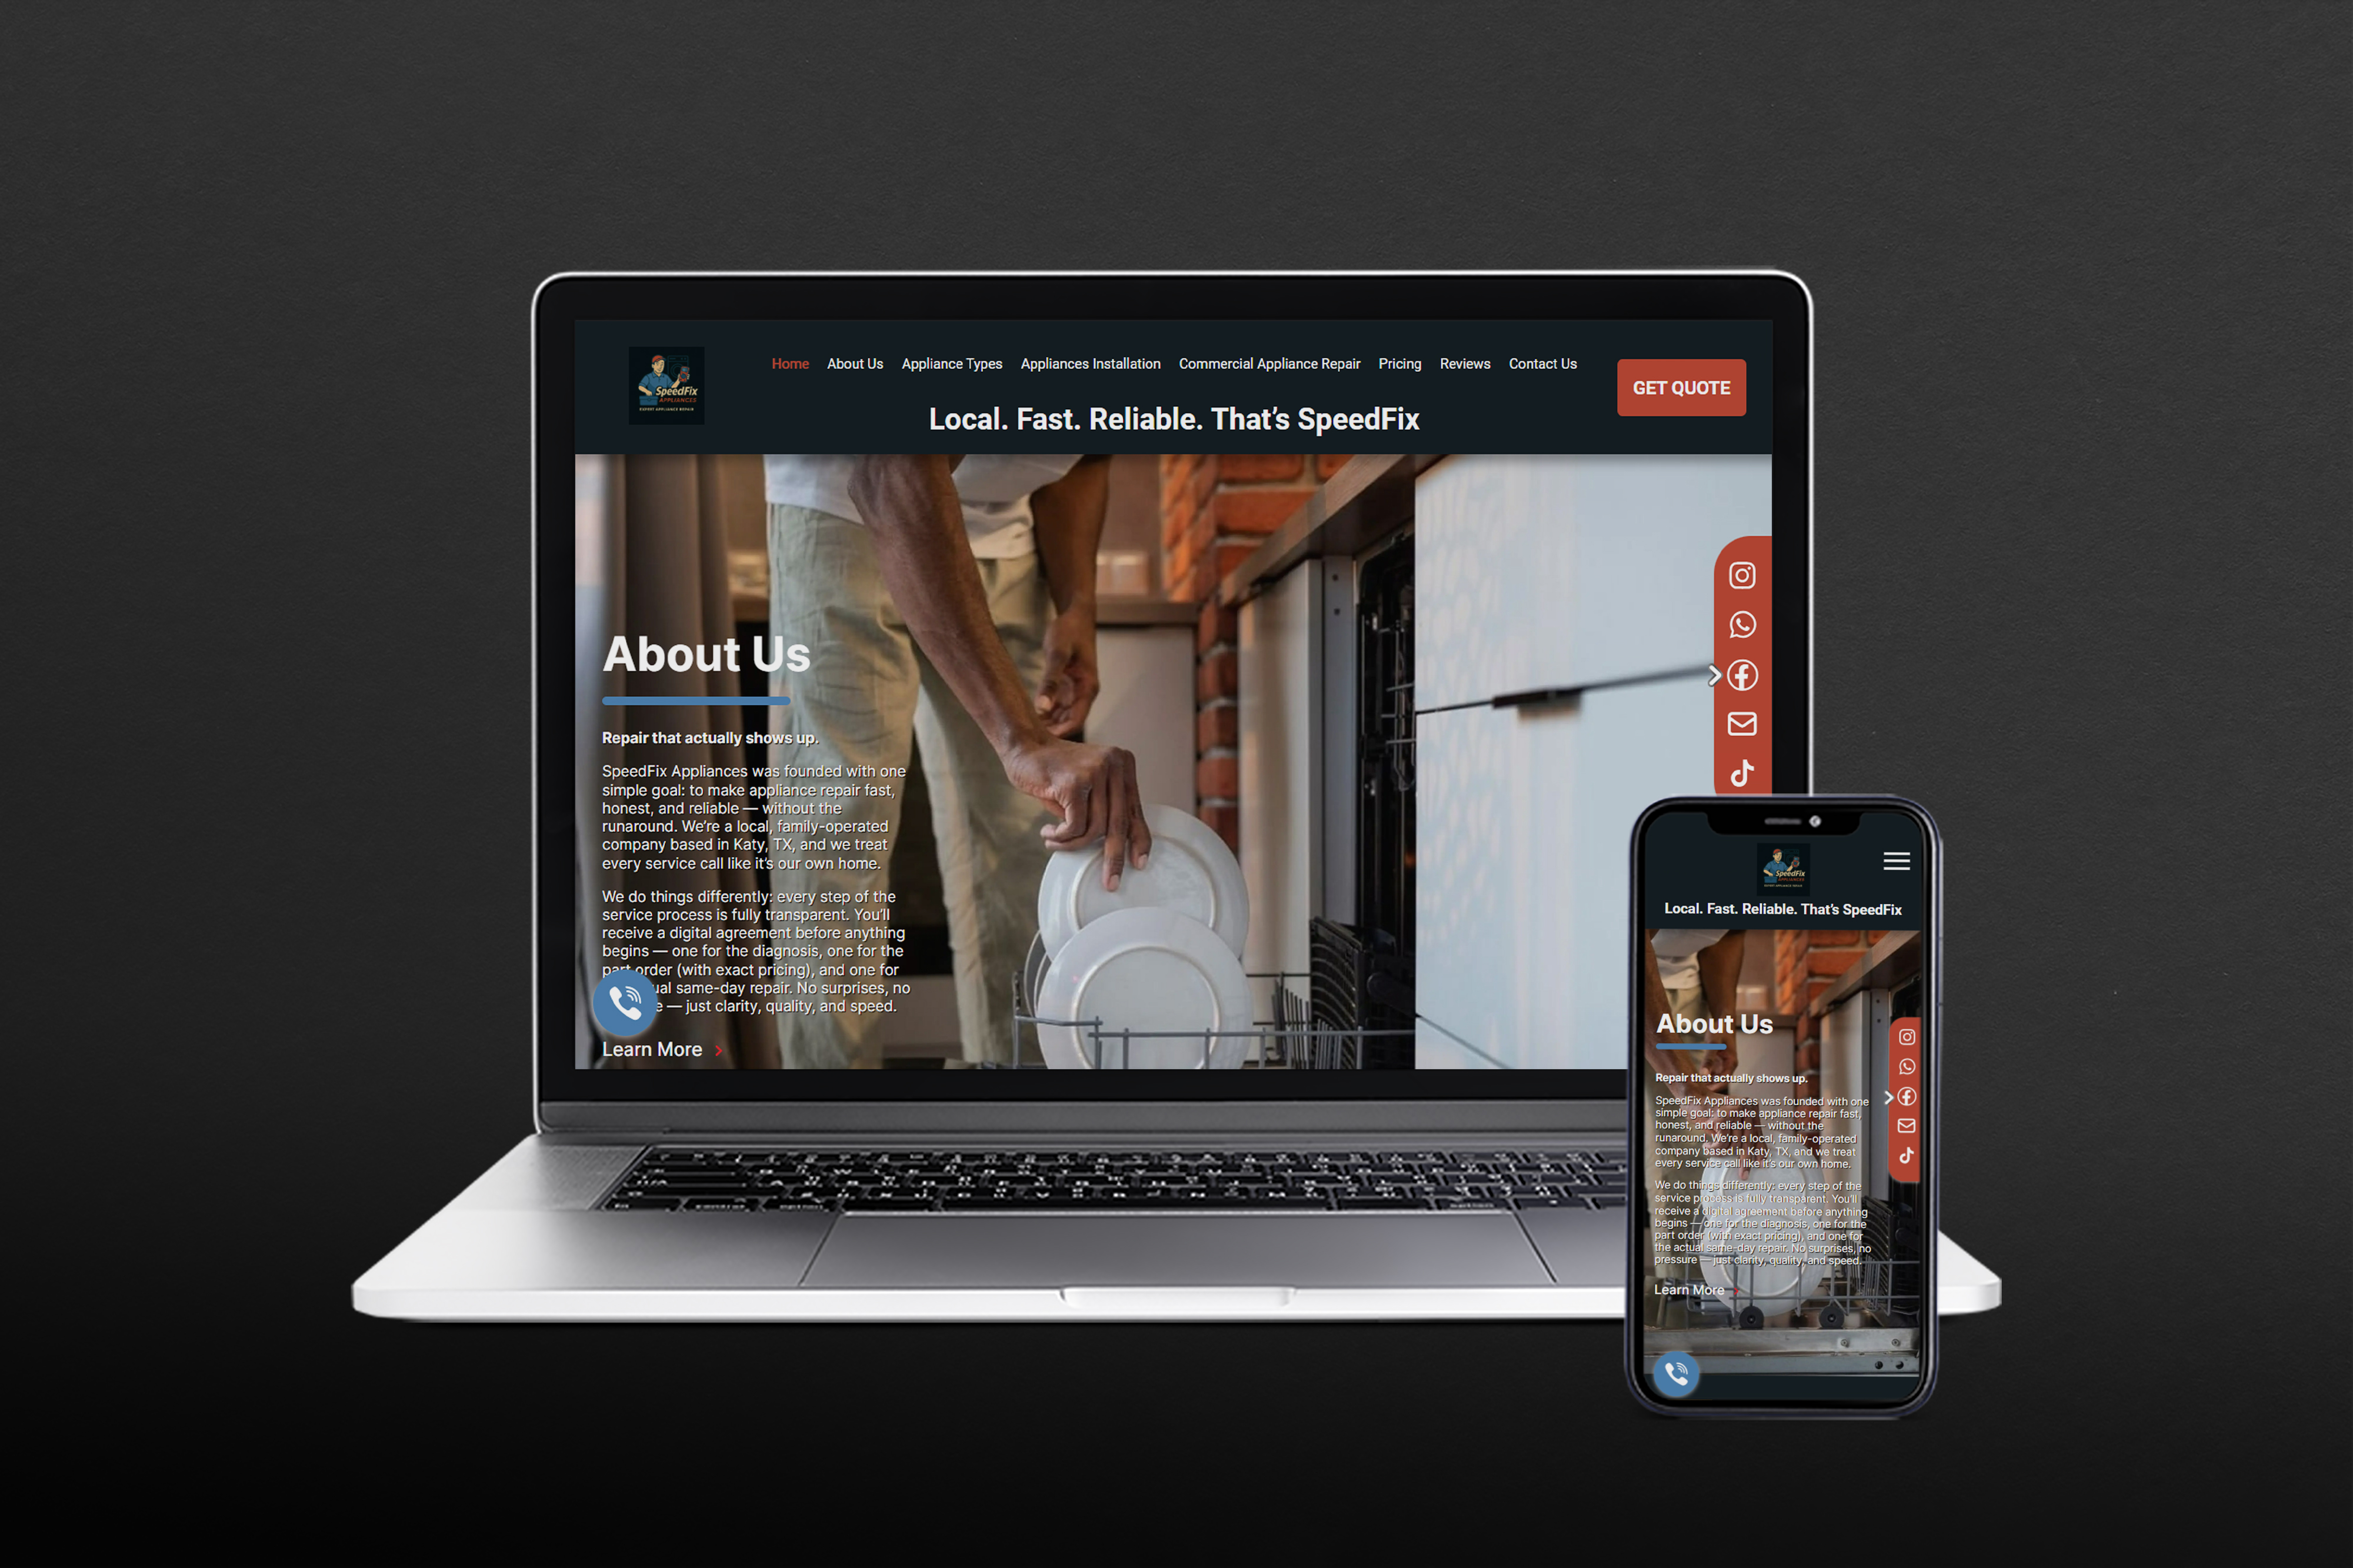 Home About Us Appliance Types Appliances Installation Commercial Appliance Repair Pricing Reviews Contact Us
SpeedFix
APPLIANCES
EXPERT APPLIANCE REPAIR
GET QUOTE
Local. Fast. Reliable. That's SpeedFix
About Us
Repair that actually shows up.
SpeedFix Appliances was founded with one
simple goal: to make appliance repair fast,
honest, and reliable — without the
runaround. We're a local, family-operated
company based in Katy, TX, and we treat
every service call like it's our own home.
We do things differently: every step of the
service process is fully transparent. You'll
receive a digital agreement before anything
begins — one for the diagnosis, one for the
part order (with exact pricing), and one for
ual same-day repair. No surprises, no
e — just clarity, quality, and speed.
Learn More
SpeedFix
APPLIANCES
Local. Fast. Reliable. That's SpeedFix
About Us
Repair that actually shows up.
SpeedFix Appliances was founded with one
simple goal: to make appliance repair fast,
honest, and reliable — without the
runaround. We're a local, family-operated
company based in Katy, TX, and we treat
every service call like it's our own home.
We do things differently: every step of the
service process is fully transparent. You'll
receive a digital agreement before anything
begins — one for the diagnosis, one for the
part order (with exact pricing), and one for
the actual same-day repair. No surprises, no
pressure — just clarity, quality, and speed.
Learn More